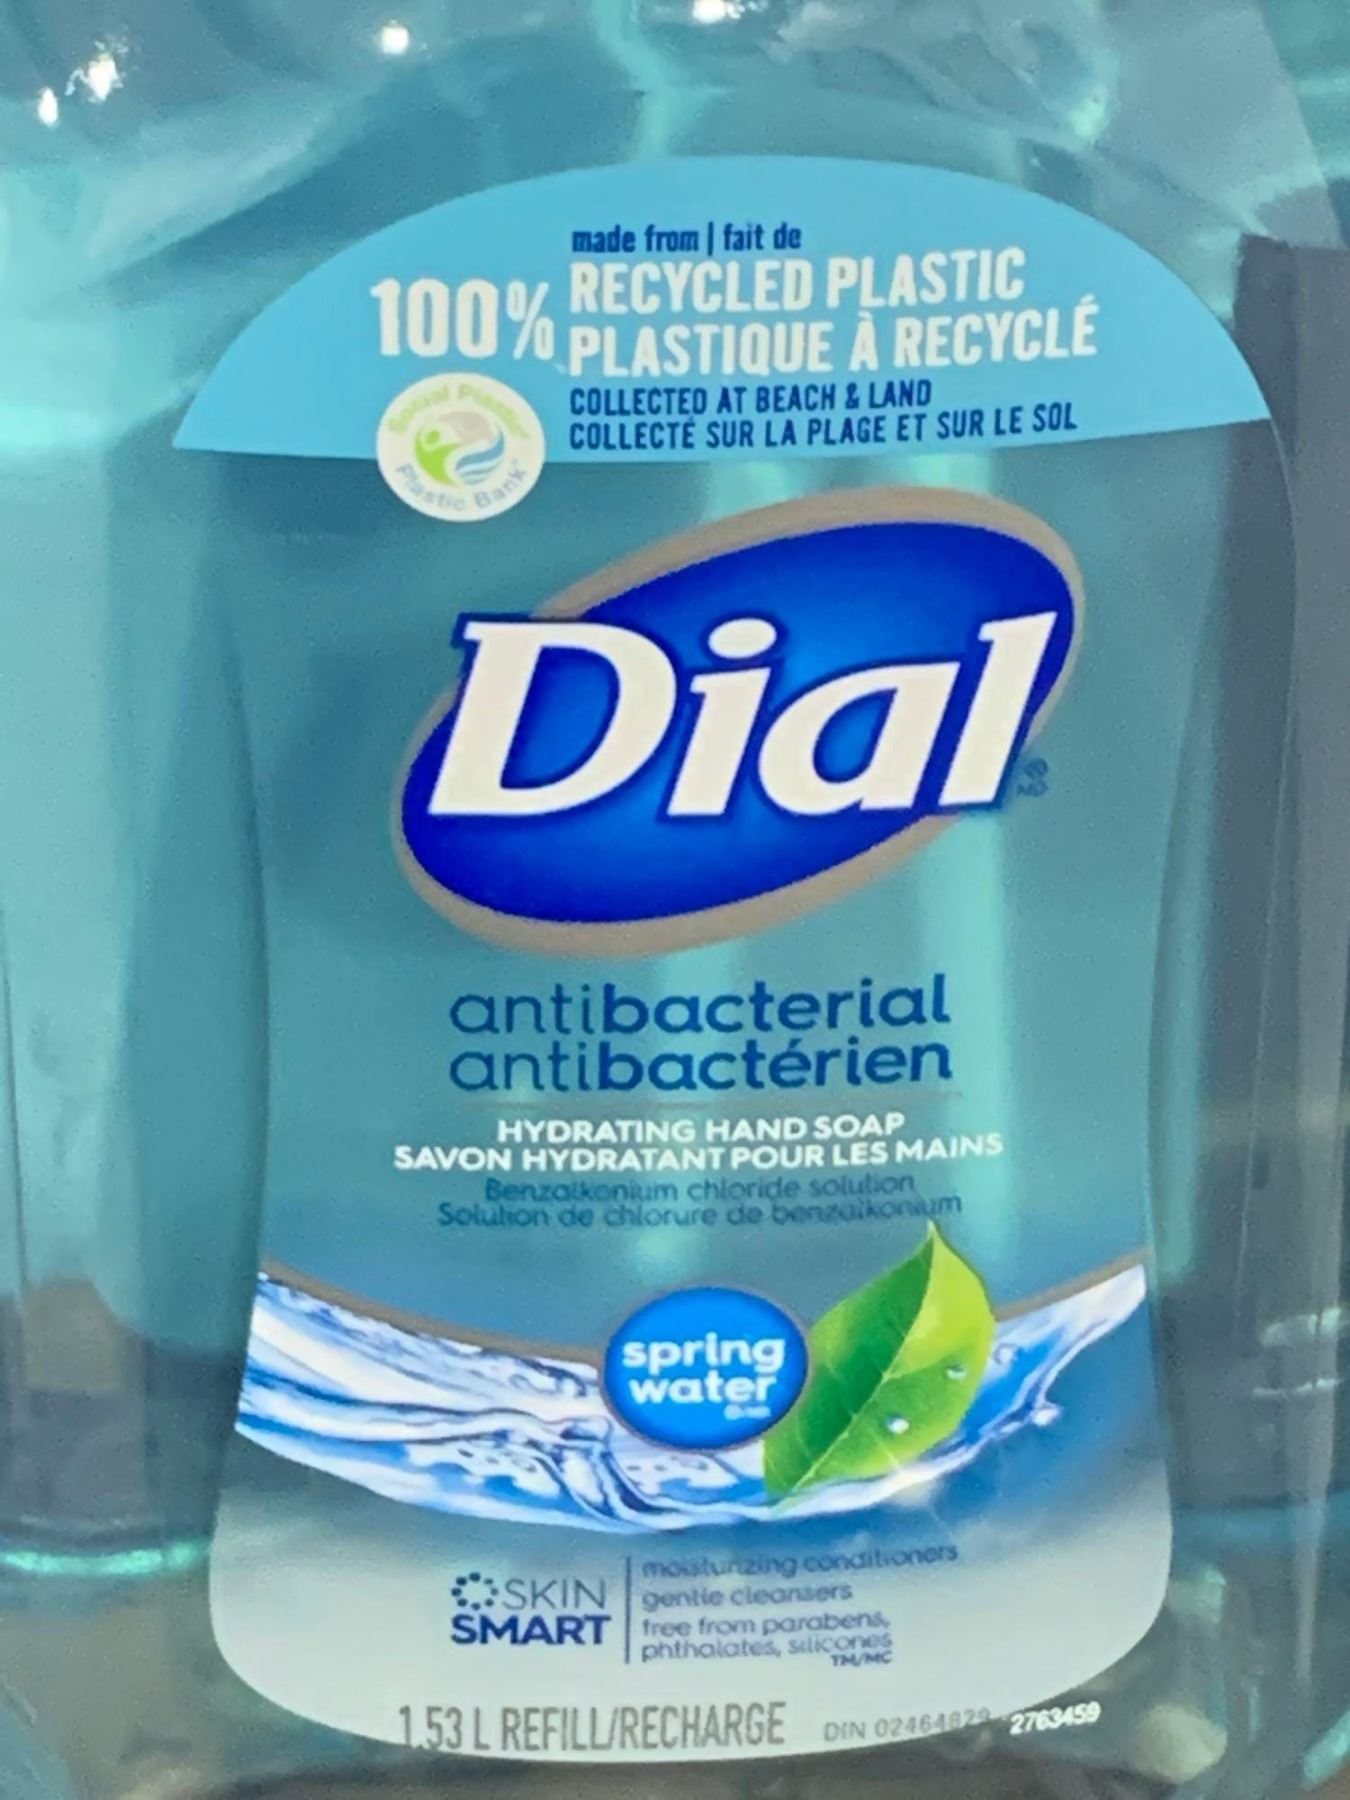 made from | fait de
100% RECYCLED PLASTIC
PLASTIQUE À RECYCLÉ
COLLECTED AT BEACH & LAND
COLLECTÉ SUR LA PLAGE ET SUR LE SOL
Social Plastic
Plastic Bank
Dial
antibacterial
antibactérien
HYDRATING HAND SOAP
SAVON HYDRATANT POUR LES MAINS
Benzalkonium chloride solution
Solution de chlorure de benzalkonium
spring
water
SKIN
SMART
moisturizing conditioners
gentle cleansers
free from parabens,
phthalates, silicones
TM/MC
1.53 L REFILL/RECHARGE DIN 2763459